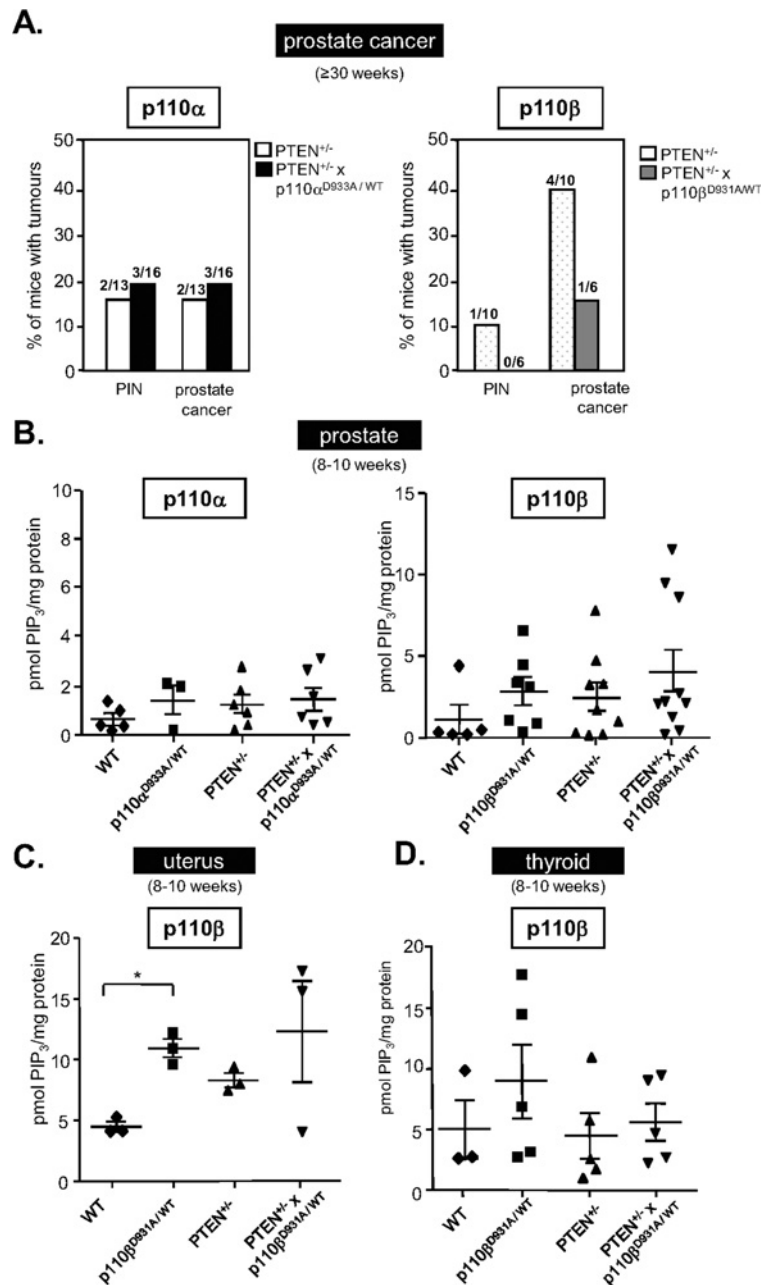 A.
prostate cancer
(≥30 weeks)
p110α
% of mice with tumours
50
40
30
20
10
0
2/13
3/16
2/13
3/16
PIN
prostate
cancer
PTEN+/-
PTEN+/- x
p110αD933A / WT
p110β
% of mice with tumours
50
40
30
20
10
0
1/10
0/6
4/10
1/6
PIN
prostate
cancer
PTEN+/-
PTEN+/- x
p110βD931A/WT
B.
prostate
(8-10 weeks)
p110α
pmol PIP3/mg protein
10
8
6
4
2
0
WT
p110αD933A/WT
PTEN+/-
PTEN+/- x
p110αD933A/WT
p110β
pmol PIP3/mg protein
15
10
5
0
WT
p110βD931A/WT
PTEN+/-
PTEN+/- x
p110βD931A/WT
C.
uterus
(8-10 weeks)
p110β
pmol PIP3/mg protein
20
15
10
5
0
*
WT
p110βD931A/WT
PTEN+/-
PTEN+/- x
p110βD931A/WT
D.
thyroid
(8-10 weeks)
p110β
pmol PIP3/mg protein
20
15
10
5
0
WT
p110βD931A/WT
PTEN+/-
PTEN+/- x
p110βD931A/WT